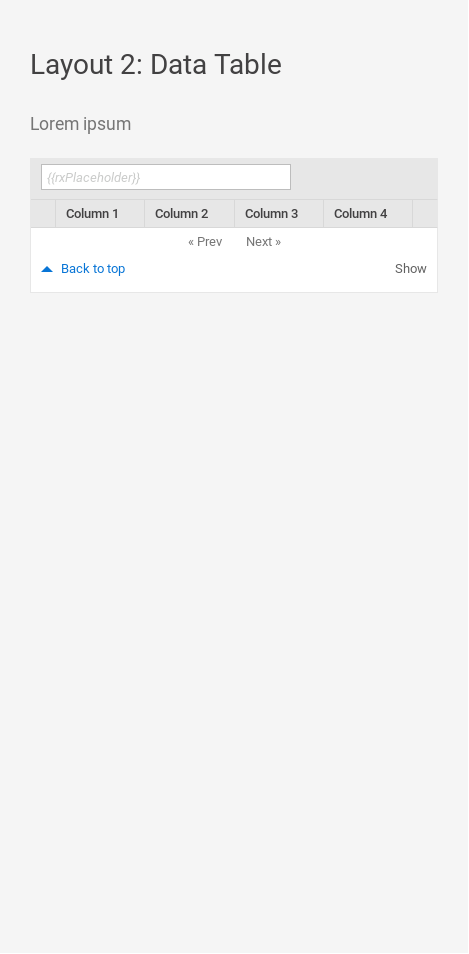 Layout 2: Data Table
Lorem ipsum
{{rxPlaceholder}}
Column 1 Column 2 Column 3 Column 4
« Prev Next »
Back to top Show